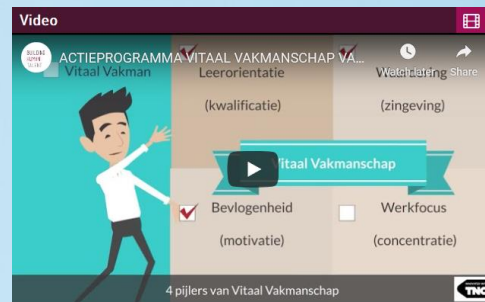 Video
ACTIEPROGRAMMA VITAAL VAKMANSCHAP VA...
Watch later
Share
Vitaal Vakman
Leerorientatie
(kwalificatie)
(zingeving)
Vitaal Vakmanschap
Bevlogenheid
(motivatie)
Werkfocus
(concentratie)
4 pijlers van Vitaal Vakmanschap
TNO